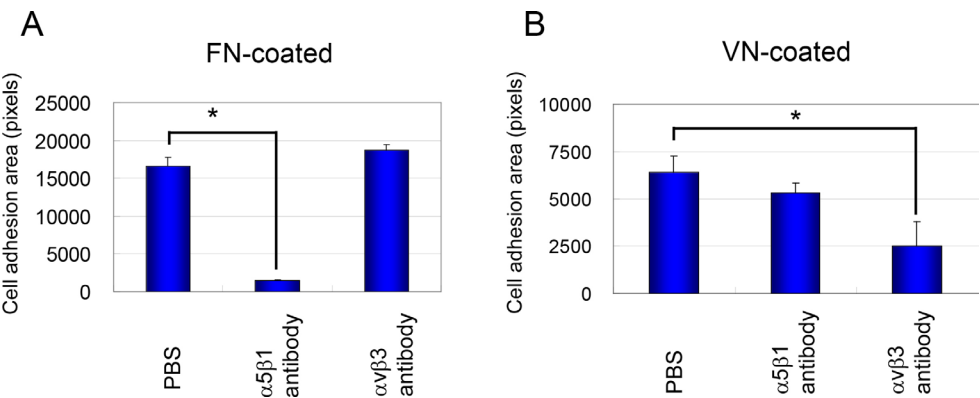 A
FN-coated
Cell adhesion area (pixels)
25000
20000
15000
10000
5000
0
*
PBS
α5β1
antibody
αvβ3
antibody
B
VN-coated
Cell adhesion area (pixels)
10000
7500
5000
2500
0
*
PBS
α5β1
antibody
αvβ3
antibody